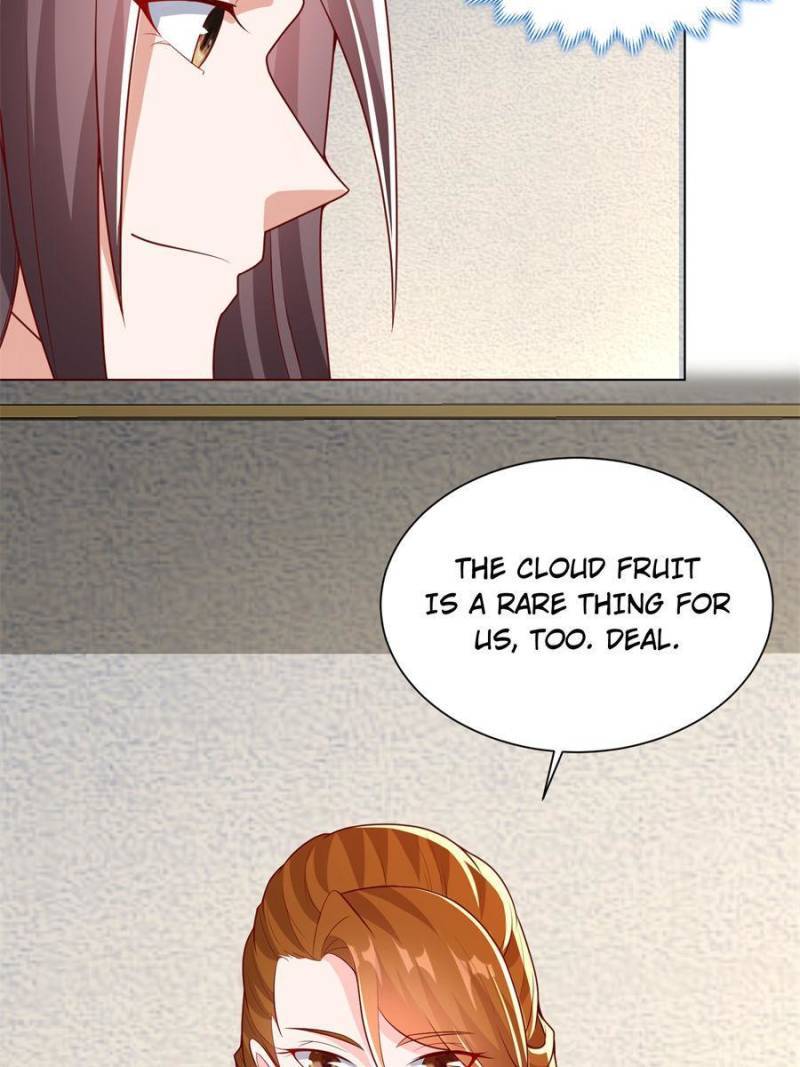 THE CLOUD FRUIT
IS A RARE THING FOR
US, TOO. DEAL.